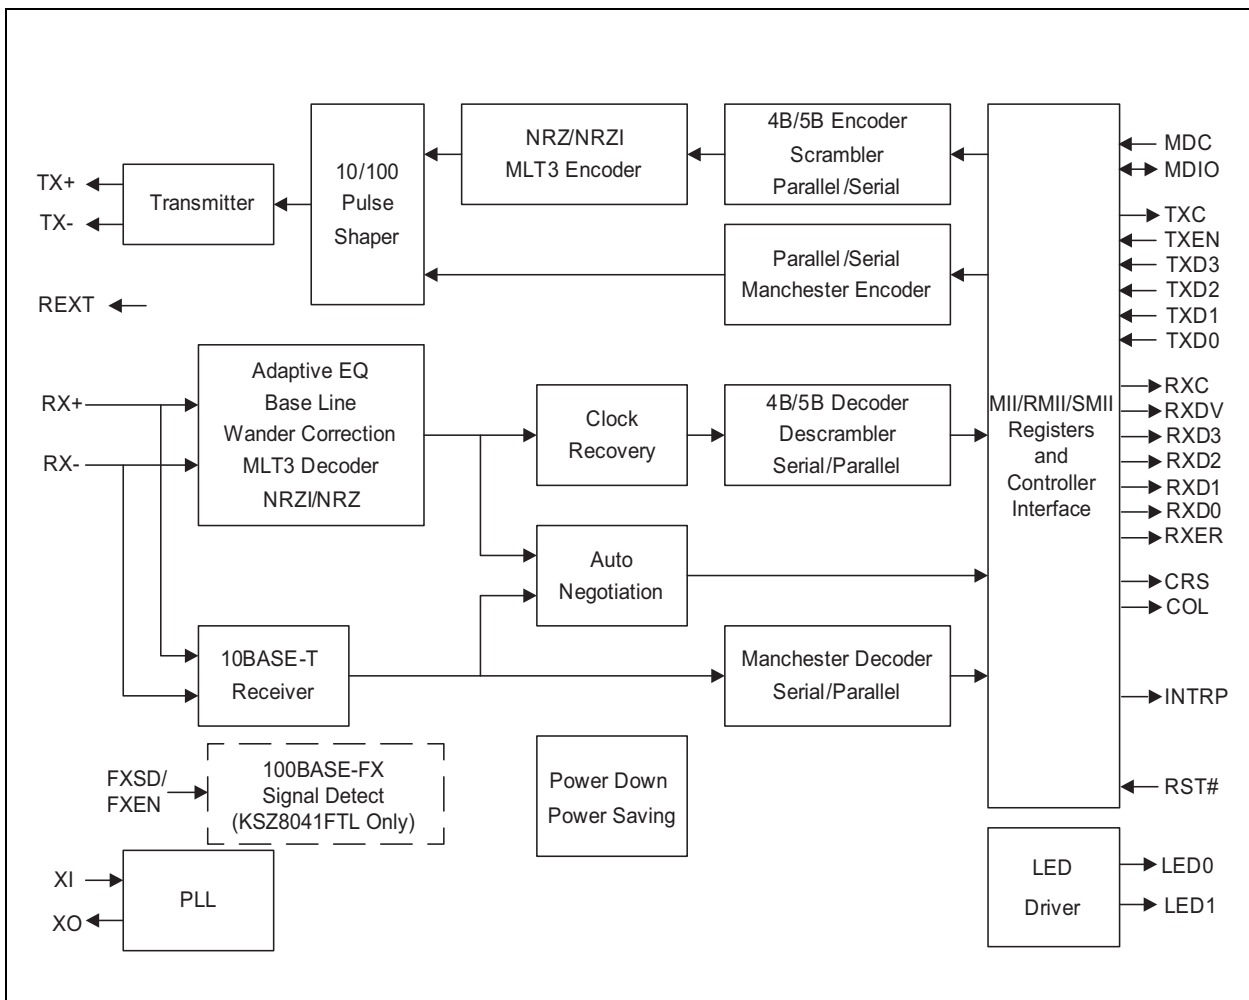 TX+
TX-
REXT
Transmitter
10/100
Pulse
Shaper
NRZ/NRZI
MLT3 Encoder
4B/5B Encoder
Scrambler
Parallel/Serial
Parallel/Serial
Manchester Encoder
RX+
RX-
Adaptive EQ
Base Line
Wander Correction
MLT3 Decoder
NRZI/NRZ
Clock
Recovery
4B/5B Decoder
Descrambler
Serial/Parallel
Auto
Negotiation
10BASE-T
Receiver
Manchester Decoder
Serial/Parallel
FXSD/
FXEN
100BASE-FX
Signal Detect
(KSZ8041FTL Only)
Power Down
Power Saving
XI
XO
PLL
MII/RMII/SMII
Registers
and
Controller
Interface
MDC
MDIO
TXC
TXEN
TXD3
TXD2
TXD1
TXD0
RXC
RXDV
RXD3
RXD2
RXD1
RXD0
RXER
CRS
COL
INTRP
RST#
LED
Driver
LED0
LED1